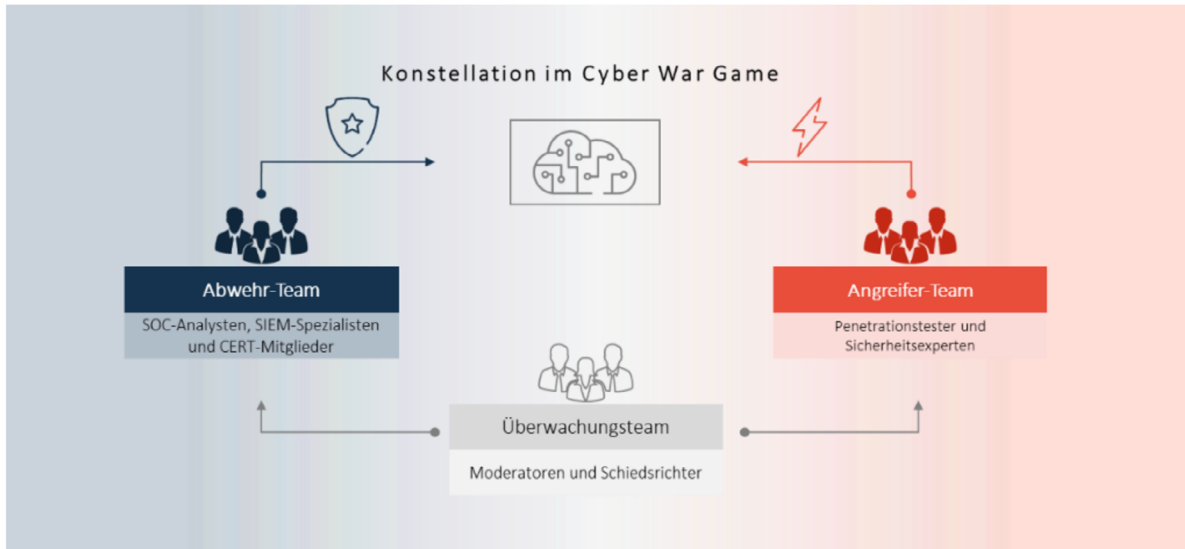 Konstellation im Cyber War Game
Abwehr-Team
SOC-Analysten, SIEM-Spezialisten
und CERT-Mitglieder
Angreifer-Team
Penetrationstester und
Sicherheitsexperten
Überwachungsteam
Moderatoren und Schiedsrichter